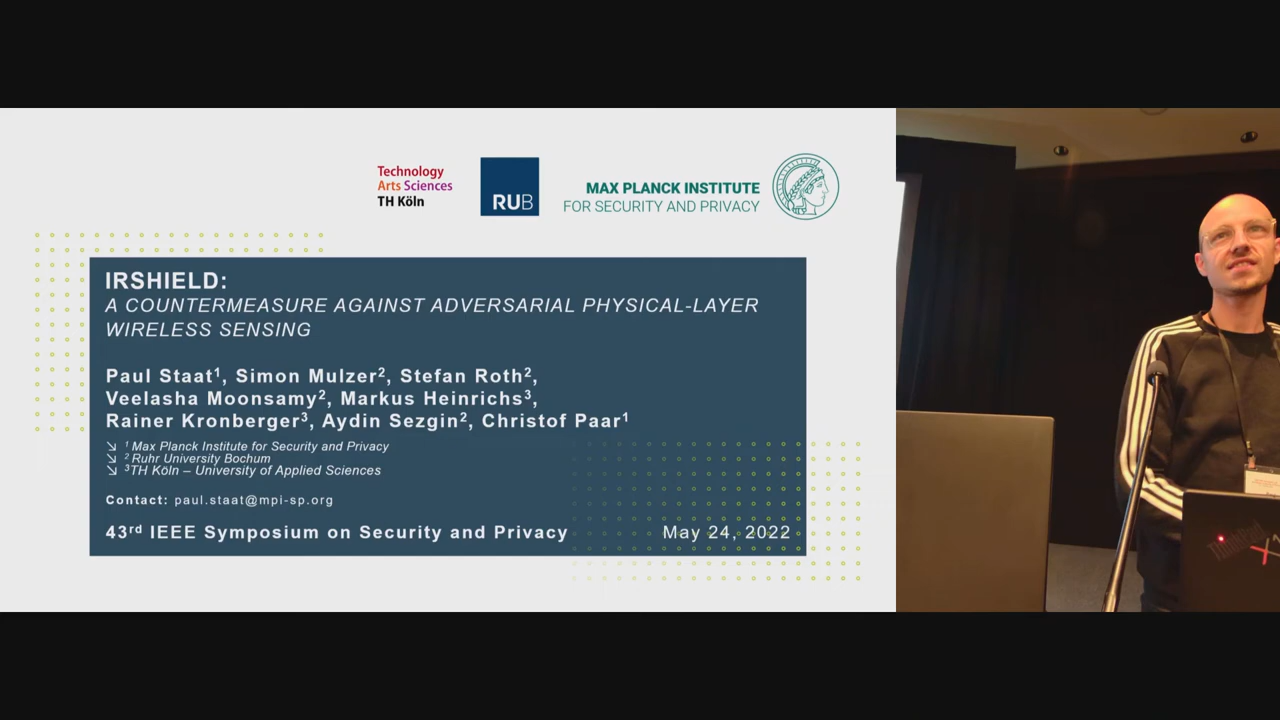 Technology
Arts Sciences
TH Köln
RUB
MAX PLANCK INSTITUTE
FOR SECURITY AND PRIVACY
IRSHIELD:
A COUNTERMEASURE AGAINST ADVERSARIAL PHYSICAL-LAYER
WIRELESS SENSING
Paul Staat¹, Simon Mulzer², Stefan Roth²,
Veelasha Moonsamy², Markus Heinrichs³,
Rainer Kronberger³, Aydin Sezgin², Christof Paar¹
↘ ¹ Max Planck Institute for Security and Privacy
↘ ² Ruhr University Bochum
↘ ³TH Köln – University of Applied Sciences
Contact: paul.staat@mpi-sp.org
43ʳᵈ IEEE Symposium on Security and Privacy May 24, 2022
ThinkPad